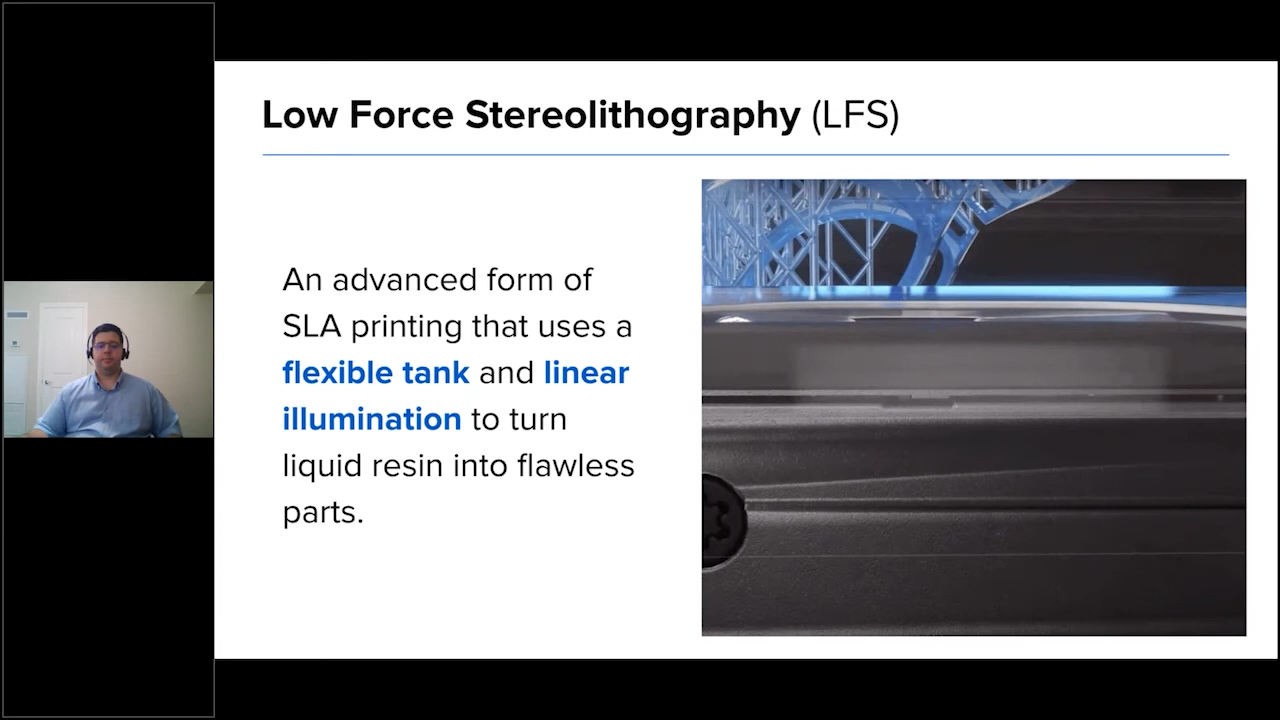 Low Force Stereolithography (LFS)
An advanced form of
SLA printing that uses a
flexible tank and linear
illumination to turn
liquid resin into flawless
parts.